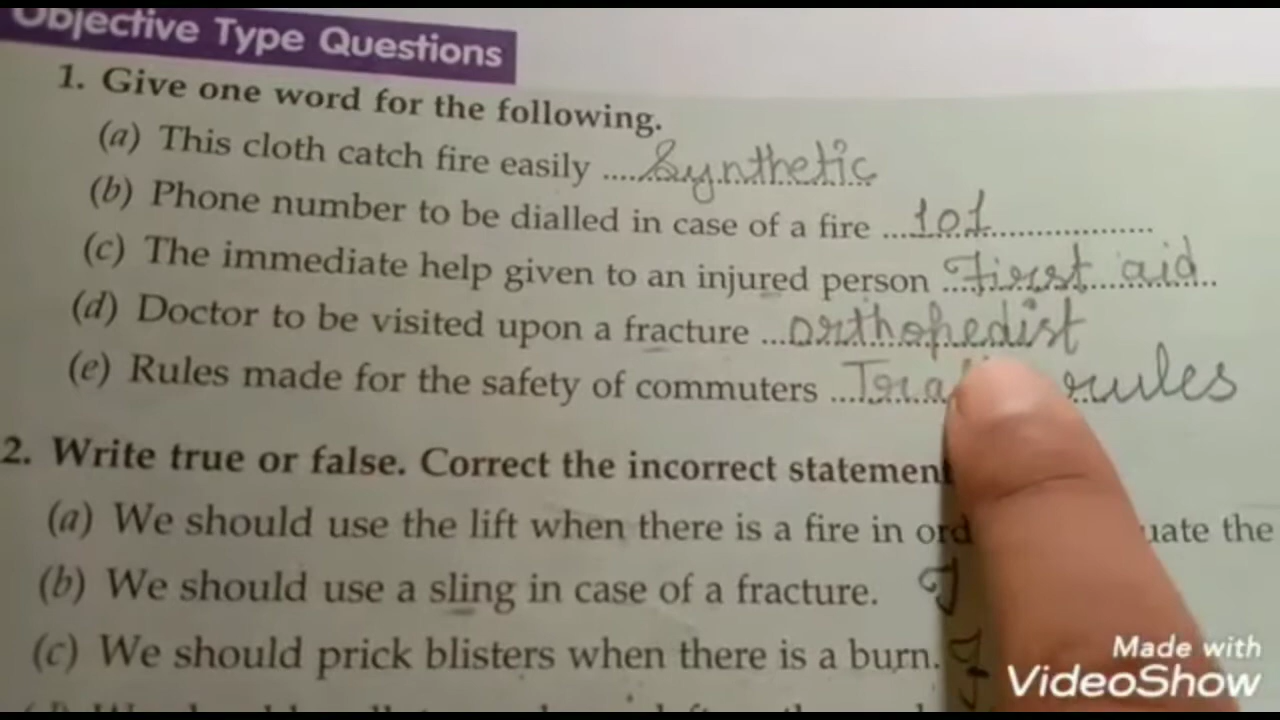 Objective Type Questions
1. Give one word for the following.
(a) This cloth catch fire easily ....Synthetic
(b) Phone number to be dialled in case of a fire ....101....................
(c) The immediate help given to an injured person ....First aid....
(d) Doctor to be visited upon a fracture ....orthopedist
(e) Rules made for the safety of commuters .... rules
2. Write true or false. Correct the incorrect statement
(a) We should use the lift when there is a fire in the
(b) We should use a sling in case of a fracture. T
(c) We should prick blisters when there is a burn.
Made with
VideoShow